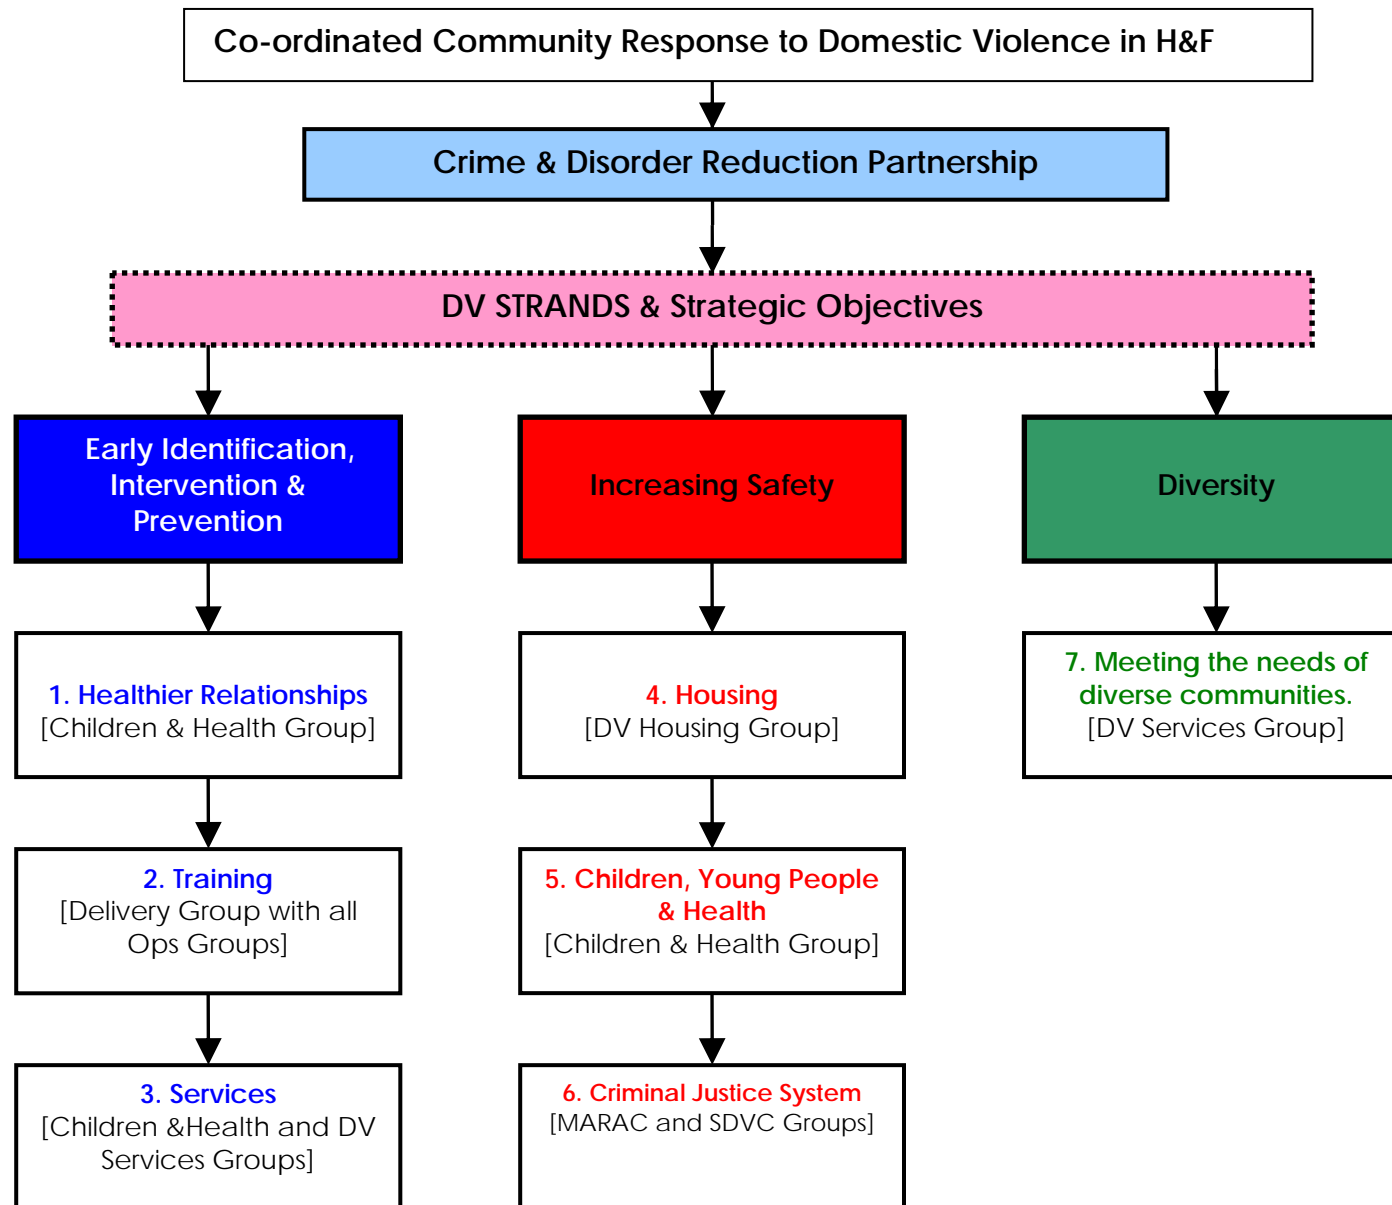 Co-ordinated Community Response to Domestic Violence in H&F
Crime & Disorder Reduction Partnership
DV STRANDS & Strategic Objectives
Early Identification,
Intervention &
Prevention
Increasing Safety
Diversity
1. Healthier Relationships
[Children & Health Group]
4. Housing
[DV Housing Group]
7. Meeting the needs of
diverse communities.
[DV Services Group]
2. Training
[Delivery Group with all
Ops Groups]
5. Children, Young People
& Health
[Children & Health Group]
3. Services
[Children &Health and DV
Services Groups]
6. Criminal Justice System
[MARAC and SDVC Groups]